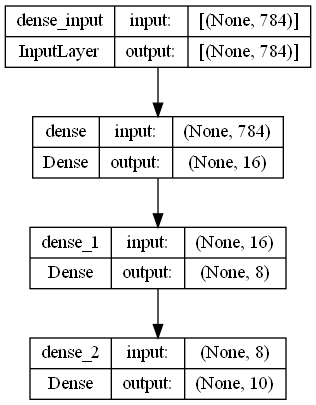 dense_input input: [(None, 784)]
InputLayer output: [(None, 784)]
dense input: (None, 784)
Dense output: (None, 16)
dense_1 input: (None, 16)
Dense output: (None, 8)
dense_2 input: (None, 8)
Dense output: (None, 10)